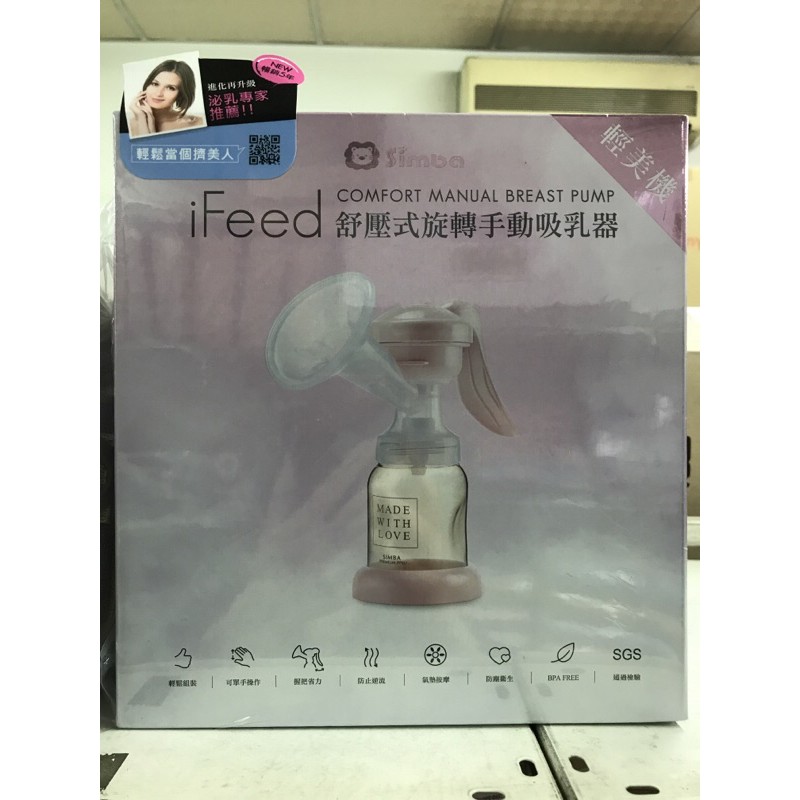 NEW
暢銷5年
進化再升級
泌乳專家
推薦!!
輕鬆當個擠美人
Simba
輕美機
iFeed
COMFORT MANUAL BREAST PUMP
舒壓式旋轉手動吸乳器
MADE
WITH
LOVE
SIMBA
SGS
輕鬆組裝
可單手操作
握把省力
防止逆流
氣墊按摩
防塵衛生
BPA FREE
通過檢驗